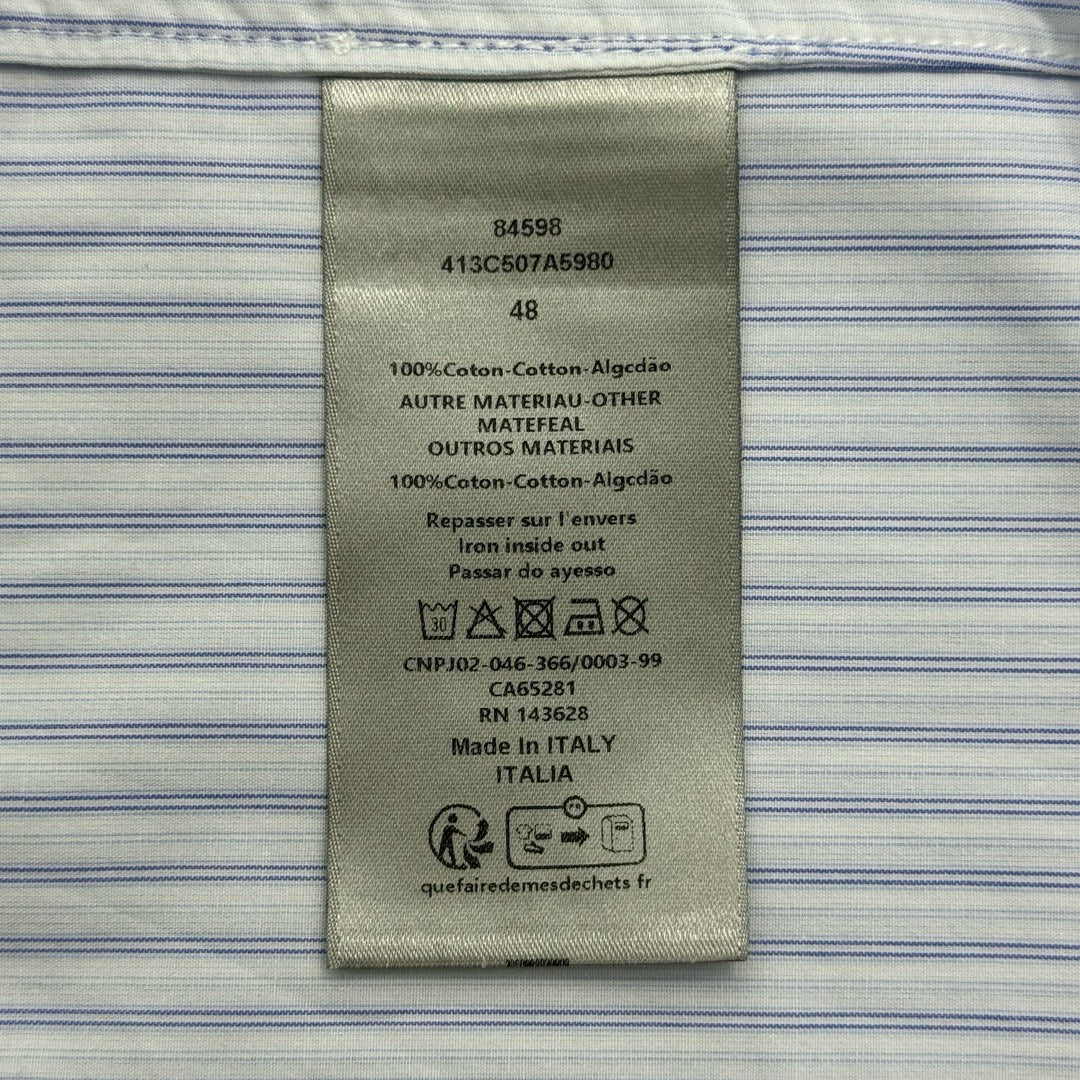 84598
413C507A5980
48
100%Coton-Cotton-Algcdão
AUTRE MATERIAU-OTHER
MATEFEAL
OUTROS MATERIAIS
100%Coton-Cotton-Algcdão
Repasser sur l'envers
Iron inside out
Passar do ayesso
30
CNPJ02-046-366/0003-99
CA65281
RN 143628
Made In ITALY
ITALIA
FR
quefairedemesdechets fr